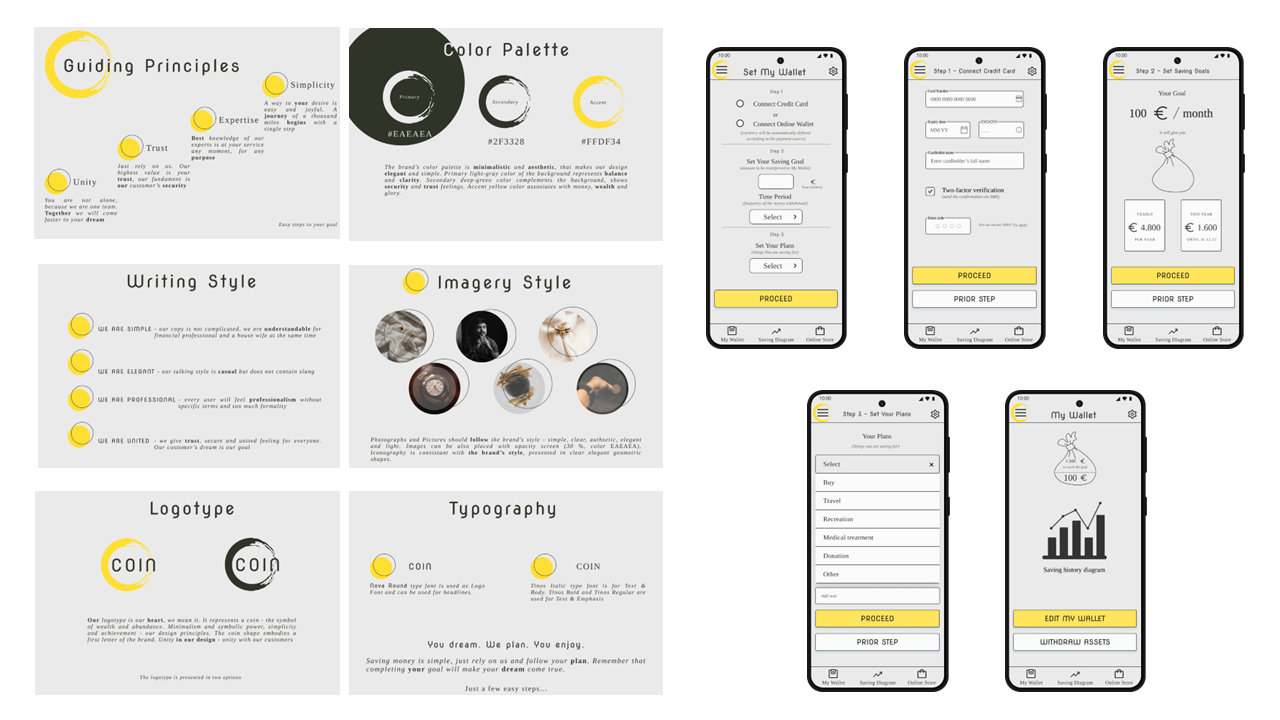 Guiding Principles
Simplicity
A way to your desire is
easy and joyful. A
journey of a thousand
miles begins with a
single step
Expertise
Best knowledge of our
experts is at your service
any moment, for any
purpose
Trust
Just rely on us. Our
highest value is your
trust, our fundament is
our customer's security
Unity
You are not alone,
because we are one team.
Together we will come
faster to your dream
Easy steps to your goal
Color Palette
Primary
Secondary
Accent
#EAEAEA
#2F3328
#FFDF34
The brand's color palette is minimalistic and aesthetic, that makes our design
elegant and simple. Primary light-gray color of the background represents balance
and clarity. Secondary deep-green color complements the background, shows
security and trust feelings. Accent yellow color associates with money, wealth and
glory.
Writing Style
WE ARE SIMPLE - our copy is not complicated, we are understandable for
financial professional and a house wife at the same time
WE ARE ELEGANT - our talking style is casual but does not contain slang
WE ARE PROFESSIONAL - every user will feel professionalism without
specific terms and too much formality
WE ARE UNITED - we give trust, secure and united feeling for everyone.
Our customer's dream is our goal
Imagery Style
Photographs and Pictures should follow the brand's style - simple, clear, authsetic, elegant
and light. Images can be also placed with opacity screen (30 %, color EAEAEA).
Iconography is consistant with the brand's style, presented in clear elegant geometric
shapes.
Logotype
COIN
COIN
Our logotype is our heart, we mean it. It represents a coin - the symbol
of wealth and abundance. Minimalism and symbolic power, simplicity
and achievement - our design principles. The coin shape embodies a
first letter of the brand. Unity in our design - unity with our customers
The logotype is presented in two options
Typography
COIN
Nova Round type font is used as Logo
Font and can be used for headlines.
COIN
Tinos Italic type font is for Text &
Body. Tinos Bold and Tinos Regular are
used for Text & Emphasis
You dream. We plan. You enjoy.
Saving money is simple, just rely on us and follow your plan. Remember that
completing your goal will make your dream come true.
Just a few easy steps...
10:00
Set My Wallet
Step 1
Connect Credit Card
or
Connect Online Wallet
(currency will be automatically defined
according to the payment source)
Step 2
Set Your Saving Goal
(amount to be transferred to My Wallet)
€
Your currency
Time Period
(frequency of the money withdrawal)
Select
Step 3
Set Your Plans
(things You are saving for)
Select
PROCEED
My Wallet Saving Diagram Online Store
10:00
Step 1 - Connect Credit Card
Card Number
0000 0000 0000 0000
Expiry date
MM/YY
CVC/CVV
...
Cardholder name
Enter cardholder's full name
Two-factor verification
(send the confirmation via SMS)
Enter code
PROCEED
PRIOR STEP
My Wallet Saving Diagram Online Store
10:00
Step 2 - Set Saving Goals
Your Goal
100 € / month
it will give you
YEARLY
€ 4.800
PER YEAR
THIS YEAR
€ 1.600
UNTIL 31.12.22
PROCEED
PRIOR STEP
My Wallet Saving Diagram Online Store
10:00
Step 3 - Set Your Plans
Your Plans
(things you are saving for)
Select
Buy
Travel
Recreation
Medical treatment
Donation
Other
Add text
PROCEED
PRIOR STEP
My Wallet Saving Diagram Online Store
10:00
My Wallet
to reach the goal
100 €
Saving history diagram
EDIT MY WALLET
WITHDRAW ASSETS
My Wallet Saving Diagram Online Store